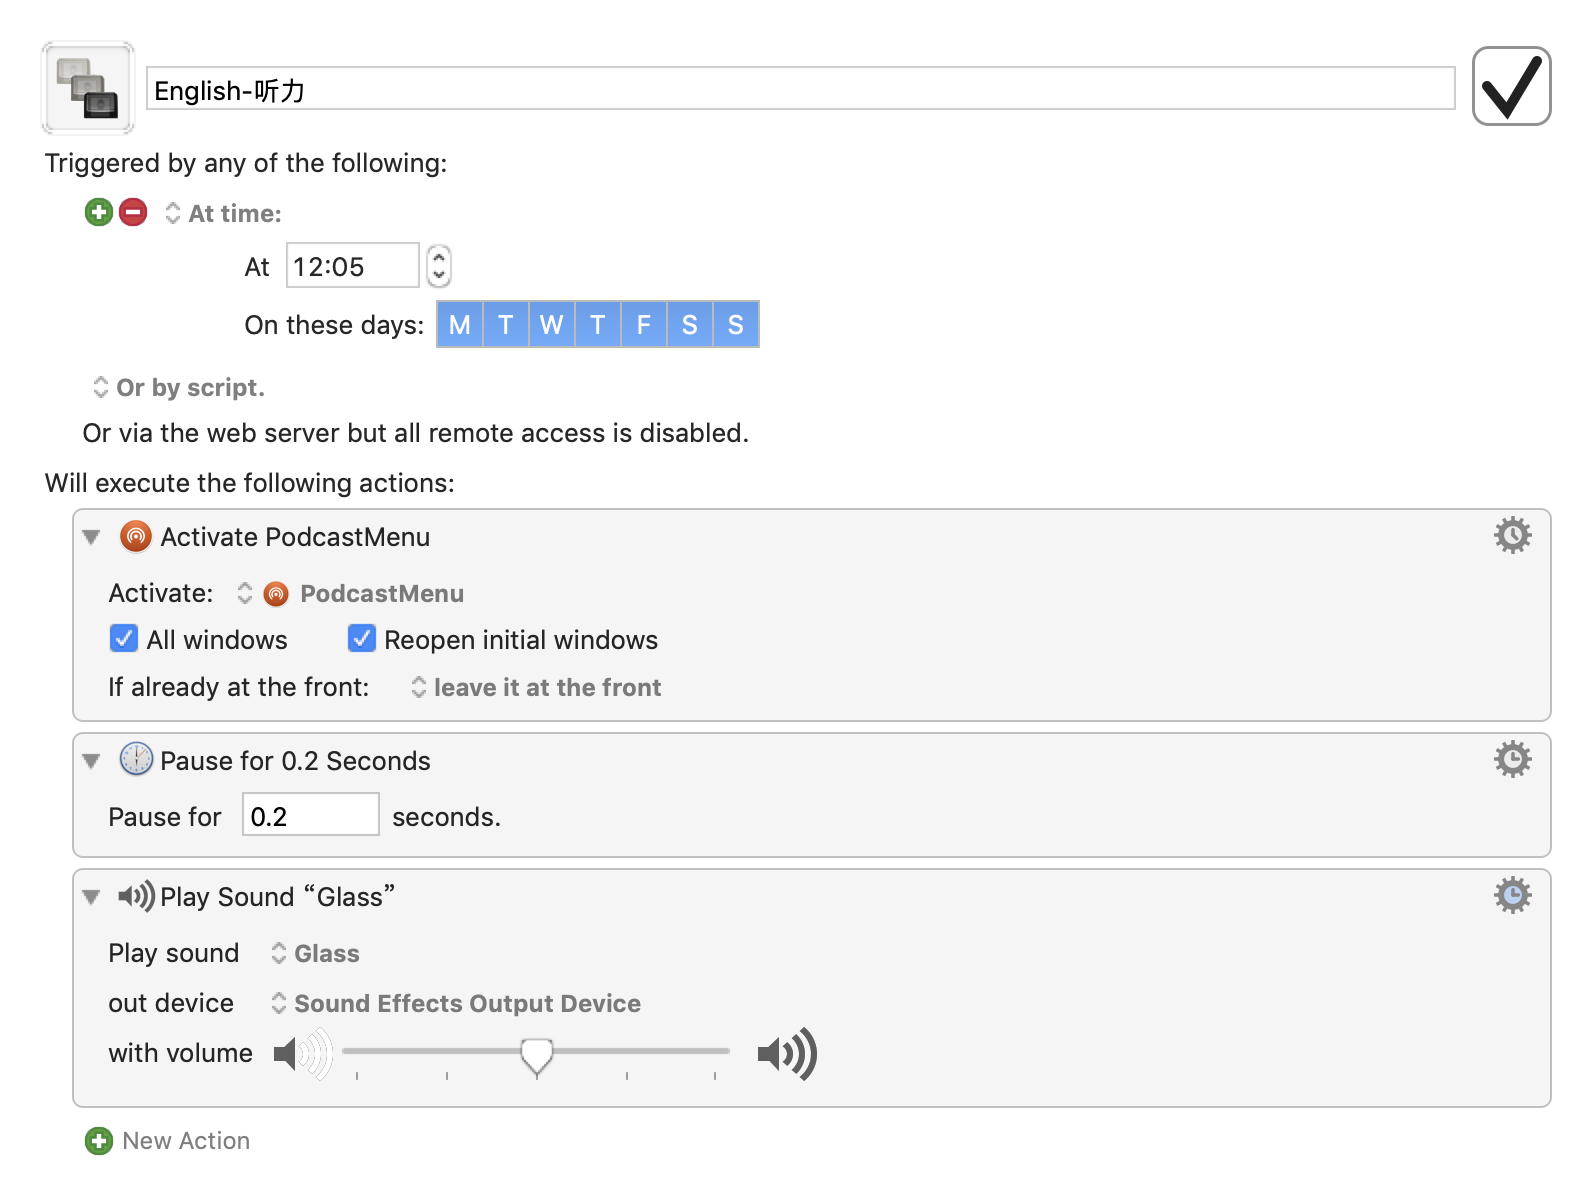 English-听力
Triggered by any of the following:
At time:
At 12:05
On these days: M T W T F S S
Or by script.
Or via the web server but all remote access is disabled.
Will execute the following actions:
Activate PodcastMenu
Activate: PodcastMenu
All windows Reopen initial windows
If already at the front: leave it at the front
Pause for 0.2 Seconds
Pause for 0.2 seconds.
Play Sound “Glass”
Play sound Glass
out device Sound Effects Output Device
with volume
New Action